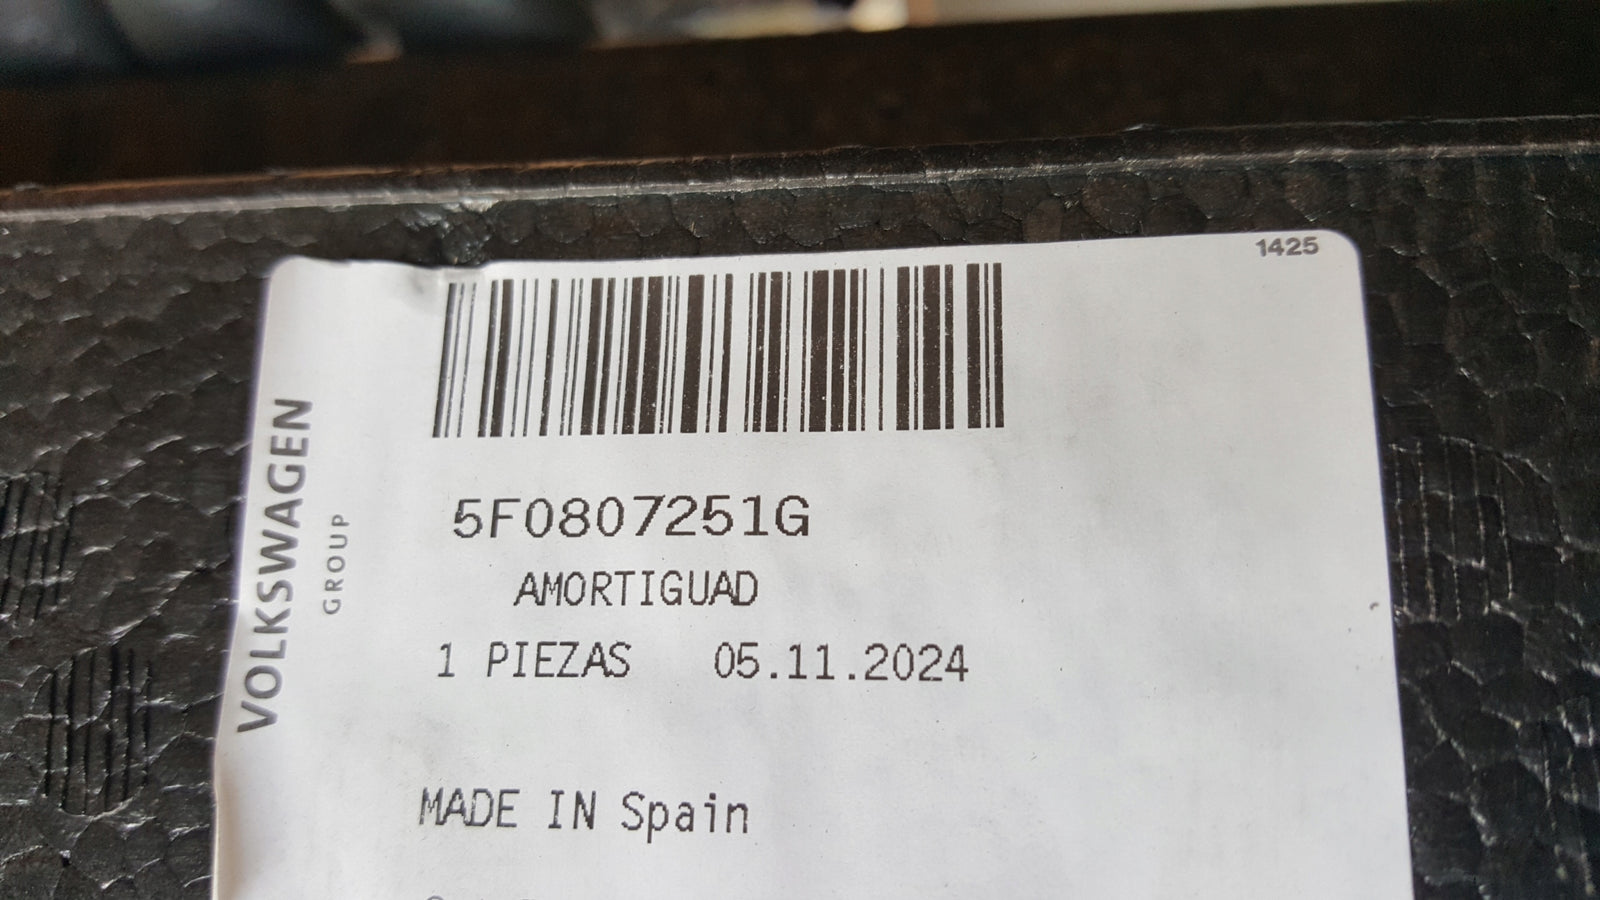 1425
VOLKSWAGEN
GROUP
5F0807251G
AMORTIGUAD
1 PIEZAS 05.11.2024
MADE IN Spain